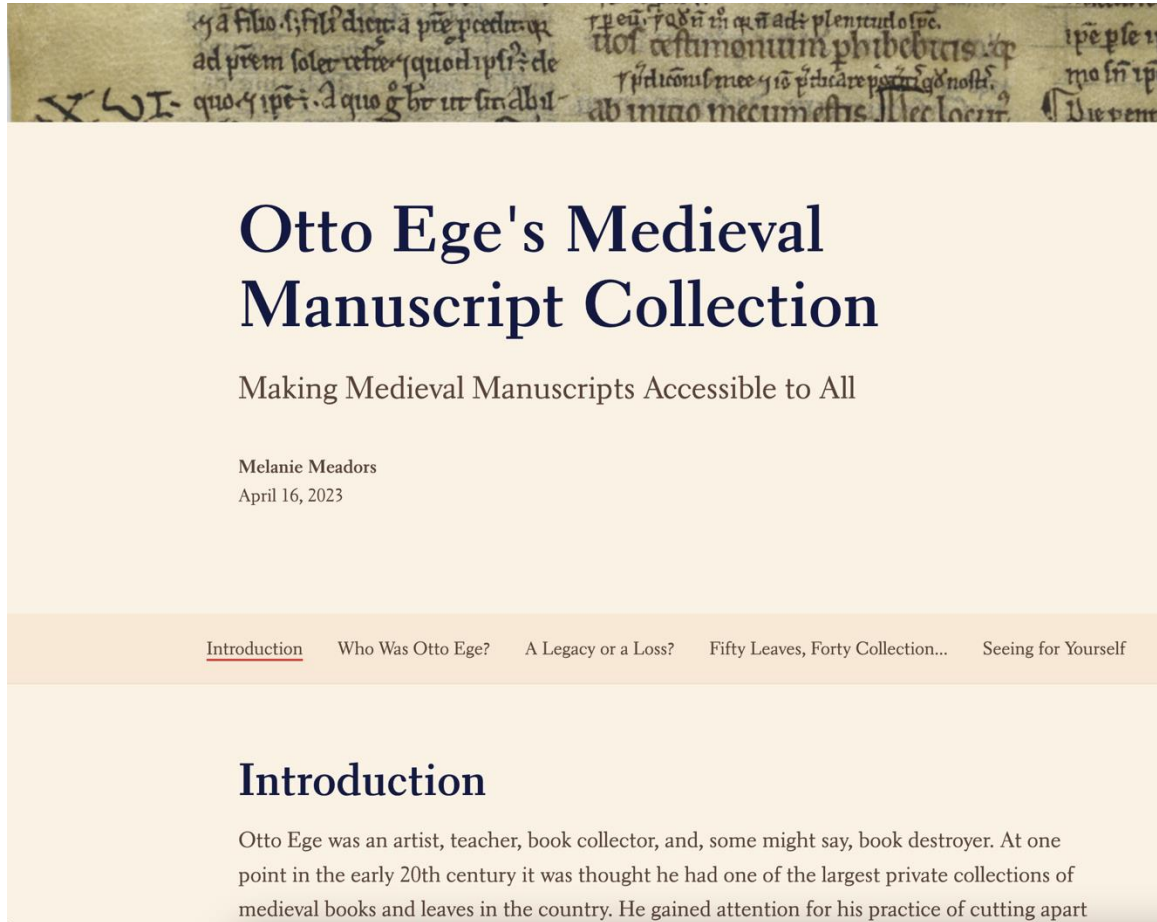 ad
quo
ab
Otto Ege's Medieval
Manuscript Collection
Making Medieval Manuscripts Accessible to All
Melanie Meadors
April 16, 2023
Introduction
Who Was Otto Ege?
A Legacy or a Loss?
Fifty Leaves, Forty Collection...
Seeing for Yourself
Introduction
Otto Ege was an artist, teacher, book collector, and, some might say, book destroyer. At one
point in the early 20th century it was thought he had one of the largest private collections of
medieval books and leaves in the country. He gained attention for his practice of cutting apart